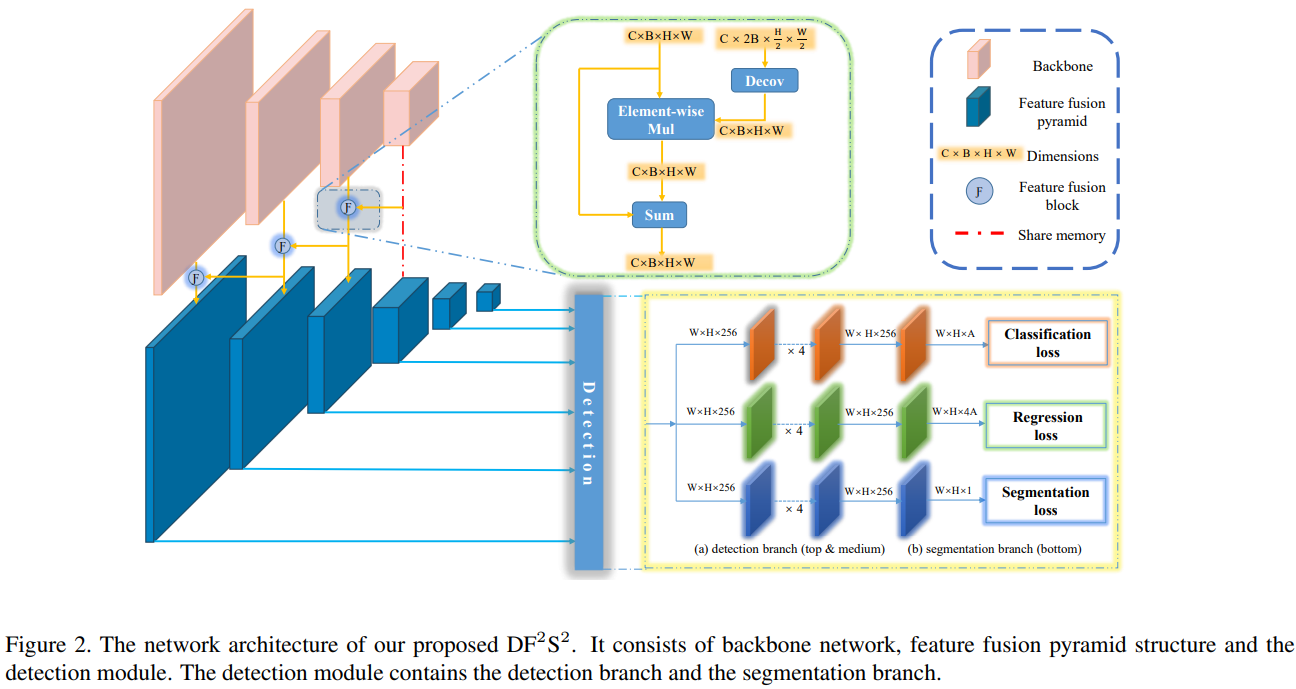 C×B×H×W
C × 2B × H/2 × W/2
Decov
Element-wise
Mul
C×B×H×W
C×B×H×W
Sum
C×B×H×W
Backbone
Feature fusion
pyramid
C × B × H × W Dimensions
F Feature fusion
block
Share memory
F
F
F
Detection
W×H×256
× 4
W× H×256
W×H×A
Classification
loss
W×H×256
× 4
W×H×256
W×H×4A
Regression
loss
W×H×256
× 4
W×H×256
W×H×1
Segmentation
loss
(a) detection branch (top & medium) (b) segmentation branch (bottom)
Figure 2. The network architecture of our proposed DF²S². It consists of backbone network, feature fusion pyramid structure and the
detection module. The detection module contains the detection branch and the segmentation branch.